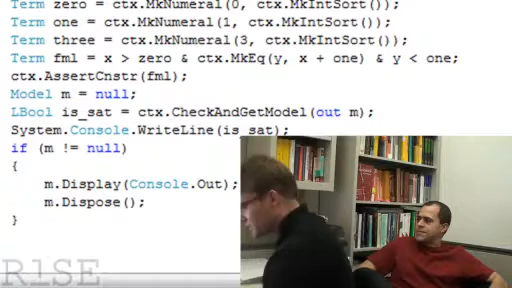 Term zero = ctx.MkNumeral(0, ctx.MkIntSort());
Term one = ctx.MkNumeral(1, ctx.MkIntSort());
Term three = ctx.MkNumeral(3, ctx.MkIntSort());
Term fml = x > zero & ctx.MkEq(y, x + one) & y < one;
ctx.AssertCnstr(fml);
Model m = null;
LBool is_sat = ctx.CheckAndGetModel(out m);
System.Console.WriteLine(is_sat);
if (m != null)
{
m.Display(Console.Out);
m.Dispose();
}
RiSE